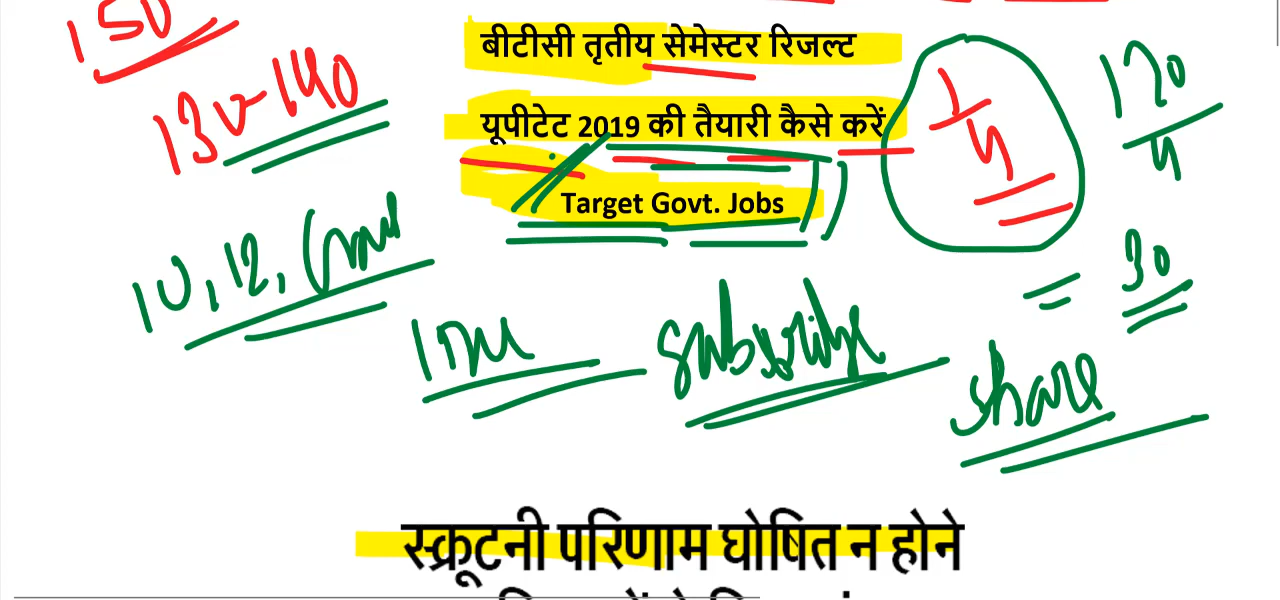 150
130-140
बीटीसी तृतीय सेमेस्टर रिजल्ट
यूपीटेट 2019 की तैयारी कैसे करें
Target Govt. Jobs
1/4
120/4
= 30
10, 12,
subscribe
share
स्क्रूटनी परिणाम घोषित न होने